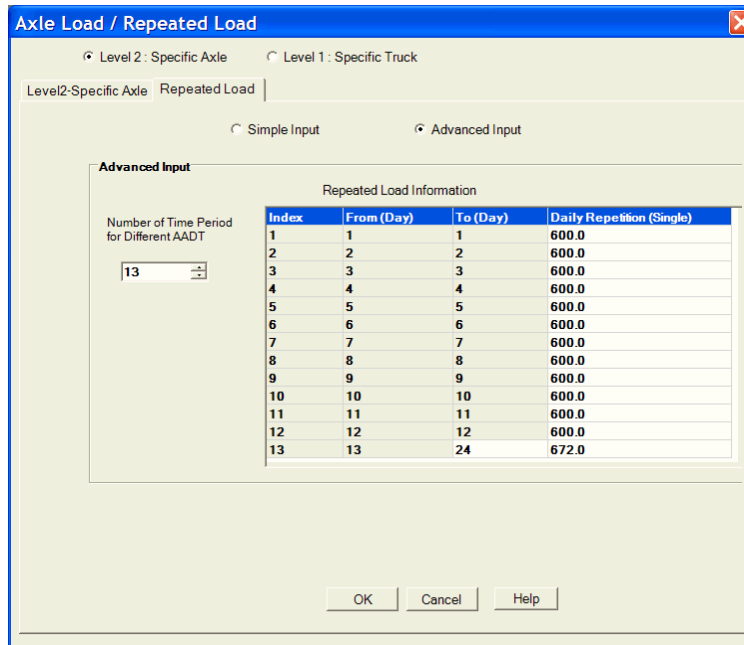 Axle Load / Repeated Load
Level 2 : Specific Axle Level 1 : Specific Truck
Level2-Specific Axle Repeated Load
Simple Input Advanced Input
Advanced Input
Repeated Load Information
Number of Time Period
for Different AADT
13
Index From (Day) To (Day) Daily Repetition (Single)
1 1 1 600.0
2 2 2 600.0
3 3 3 600.0
4 4 4 600.0
5 5 5 600.0
6 6 6 600.0
7 7 7 600.0
8 8 8 600.0
9 9 9 600.0
10 10 10 600.0
11 11 11 600.0
12 12 12 600.0
13 13 24 672.0
OK Cancel Help